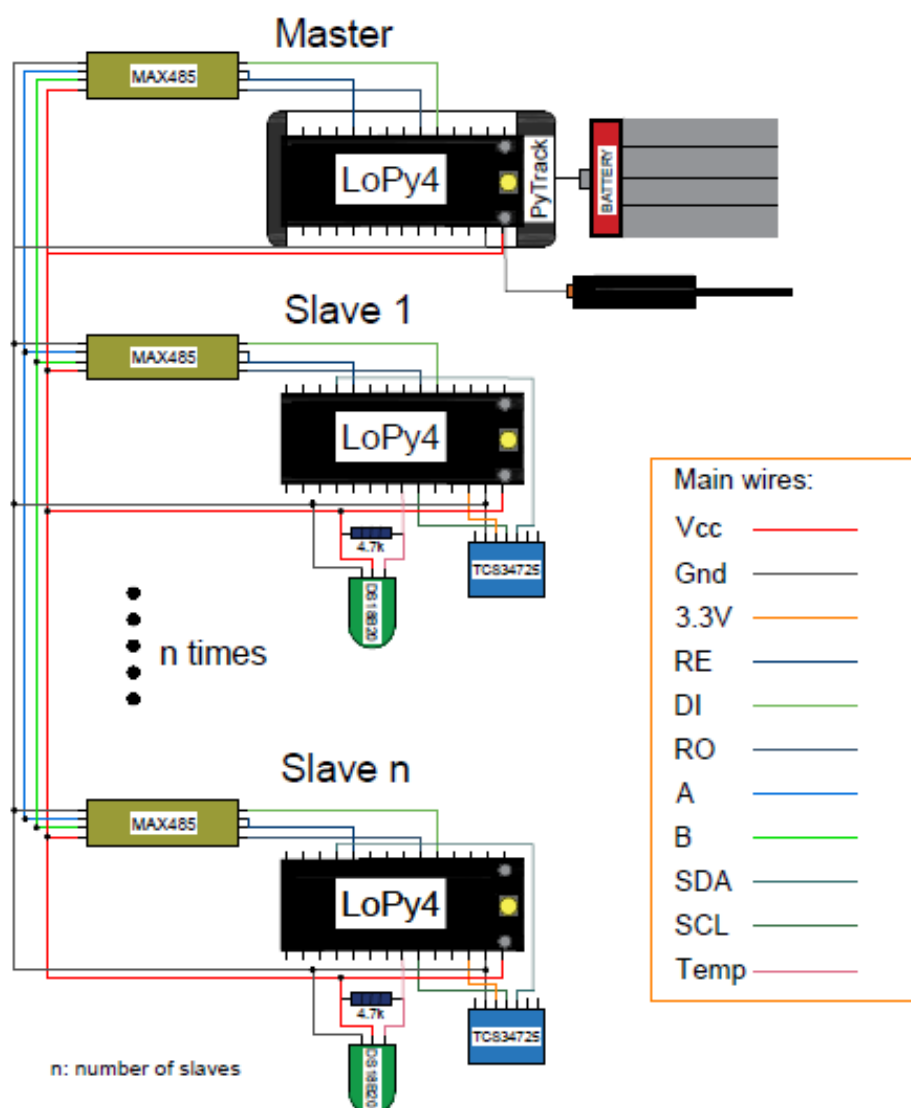 Master
MAX485
LoPy4
PyTrack
BATTERY
Slave 1
MAX485
LoPy4
4.7k
TCS34725
DS18B20
n times
Slave n
MAX485
LoPy4
4.7k
TCS34725
DS18B20
n: number of slaves
Main wires:
Vcc
Gnd
3.3V
RE
DI
RO
A
B
SDA
SCL
Temp